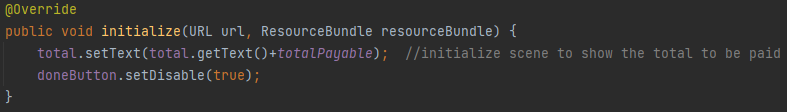 @Override
public void initialize(URL url, ResourceBundle resourceBundle) {
    total.setText(total.getText()+totalPayable);  //initialize scene to show the total to be paid
    doneButton.setDisable(true);
}